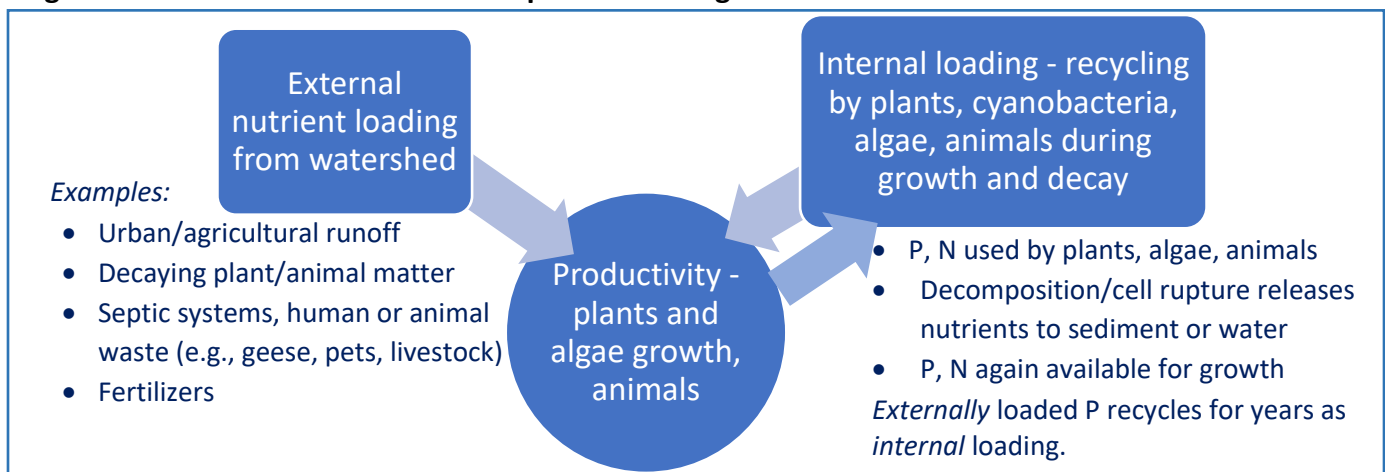 External
nutrient loading
from watershed
Internal loading - recycling
by plants, cyanobacteria,
algae, animals during
growth and decay
Examples:
• Urban/agricultural runoff
• Decaying plant/animal matter
• Septic systems, human or animal
waste (e.g., geese, pets, livestock)
• Fertilizers
Productivity -
plants and
algae growth,
animals
• P, N used by plants, algae, animals
• Decomposition/cell rupture releases
nutrients to sediment or water
• P, N again available for growth
Externally loaded P recycles for years as
internal loading.